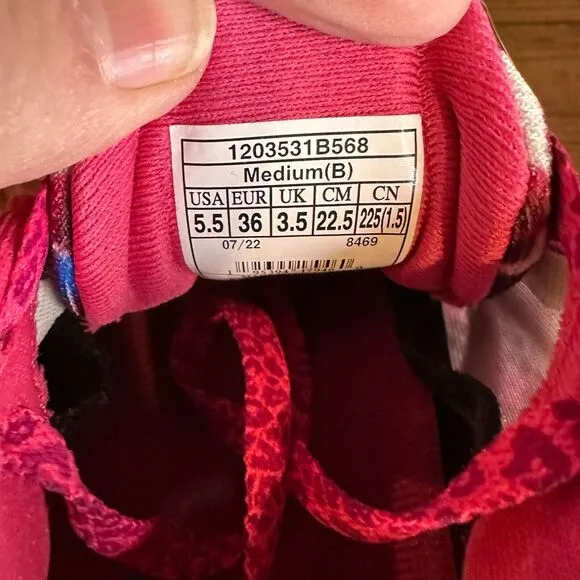 1203531B568
Medium(B)
USA EUR UK CM CN
5.5 36 3.5 22.5 225(1.5)
07/22 8469